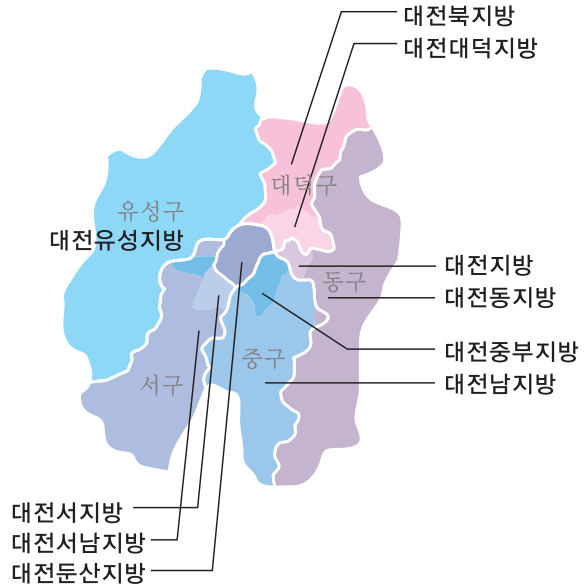 대전북지방
대전대덕지방
대덕구
유성구
대전유성지방
대전지방
동구
대전동지방
대전중부지방
중구
서구
대전남지방
대전서지방
대전서남지방
대전둔산지방